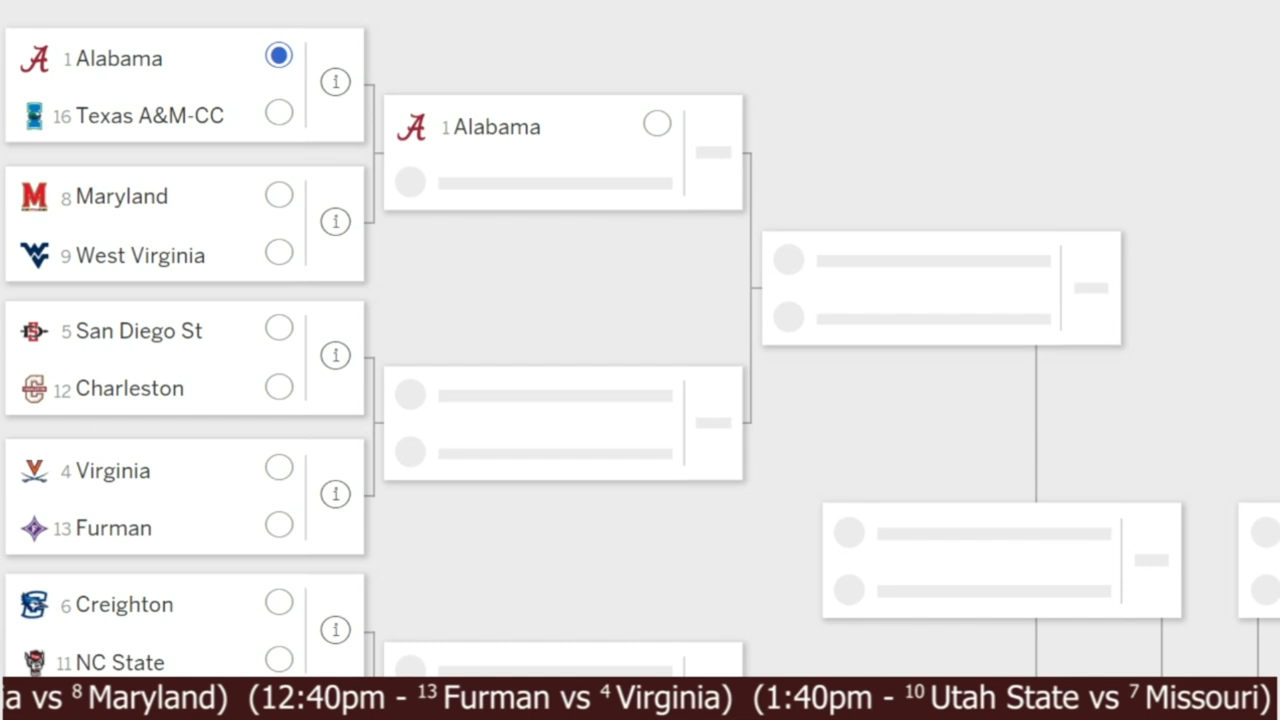 1 Alabama
16 Texas A&M-CC
1 Alabama
8 Maryland
9 West Virginia
5 San Diego St
12 Charleston
4 Virginia
13 Furman
6 Creighton
11 NC State
ia vs 8 Maryland) (12:40pm - 13 Furman vs 4 Virginia) (1:40pm - 10 Utah State vs 7 Missouri)